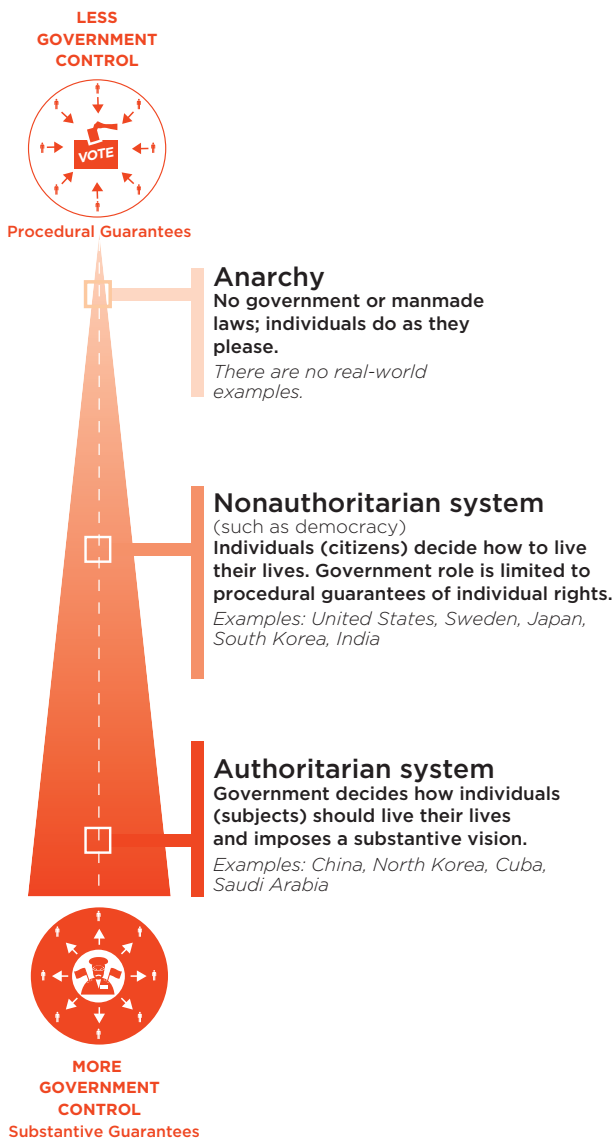 LESS
GOVERNMENT
CONTROL
VOTE
Procedural Guarantees
Anarchy
No government or manmade
laws; individuals do as they
please.
There are no real-world
examples.
Nonauthoritarian system
(such as democracy)
Individuals (citizens) decide how to live
their lives. Government role is limited to
procedural guarantees of individual rights.
Examples: United States, Sweden, Japan,
South Korea, India
Authoritarian system
Government decides how individuals
(subjects) should live their lives
and imposes a substantive vision.
Examples: China, North Korea, Cuba,
Saudi Arabia
MORE
GOVERNMENT
CONTROL
Substantive Guarantees